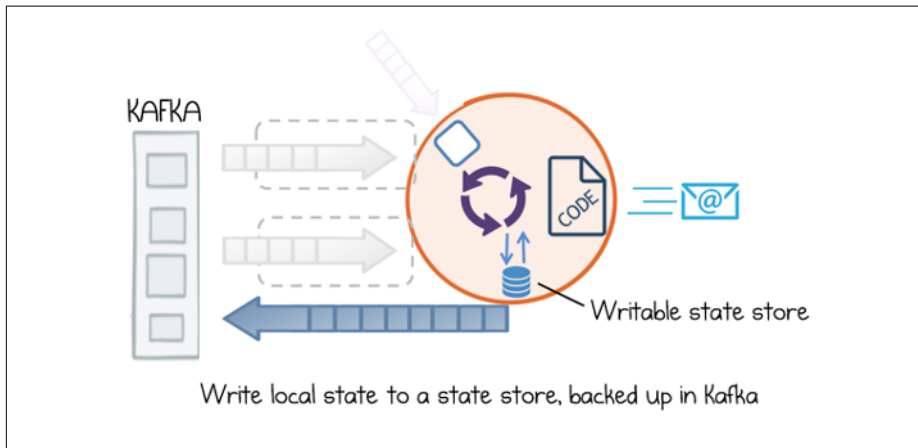 KAFKA
CODE
@
Writable state store
Write local state to a state store, backed up in Kafka